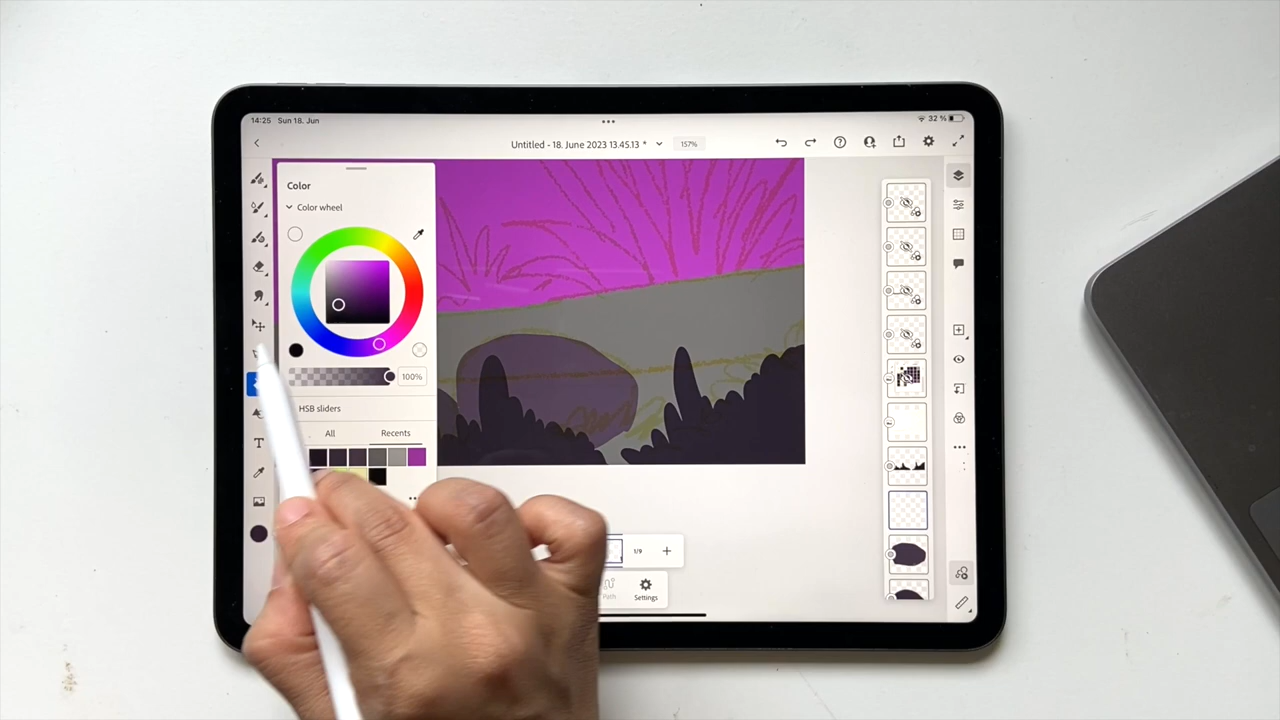 14:25 Sun 18. Jun
32 %
Untitled - 18. June 2023 13.45.13 *
157%
Color
Color wheel
100%
HSB sliders
All
Recents
T
1/9
Path
Settings